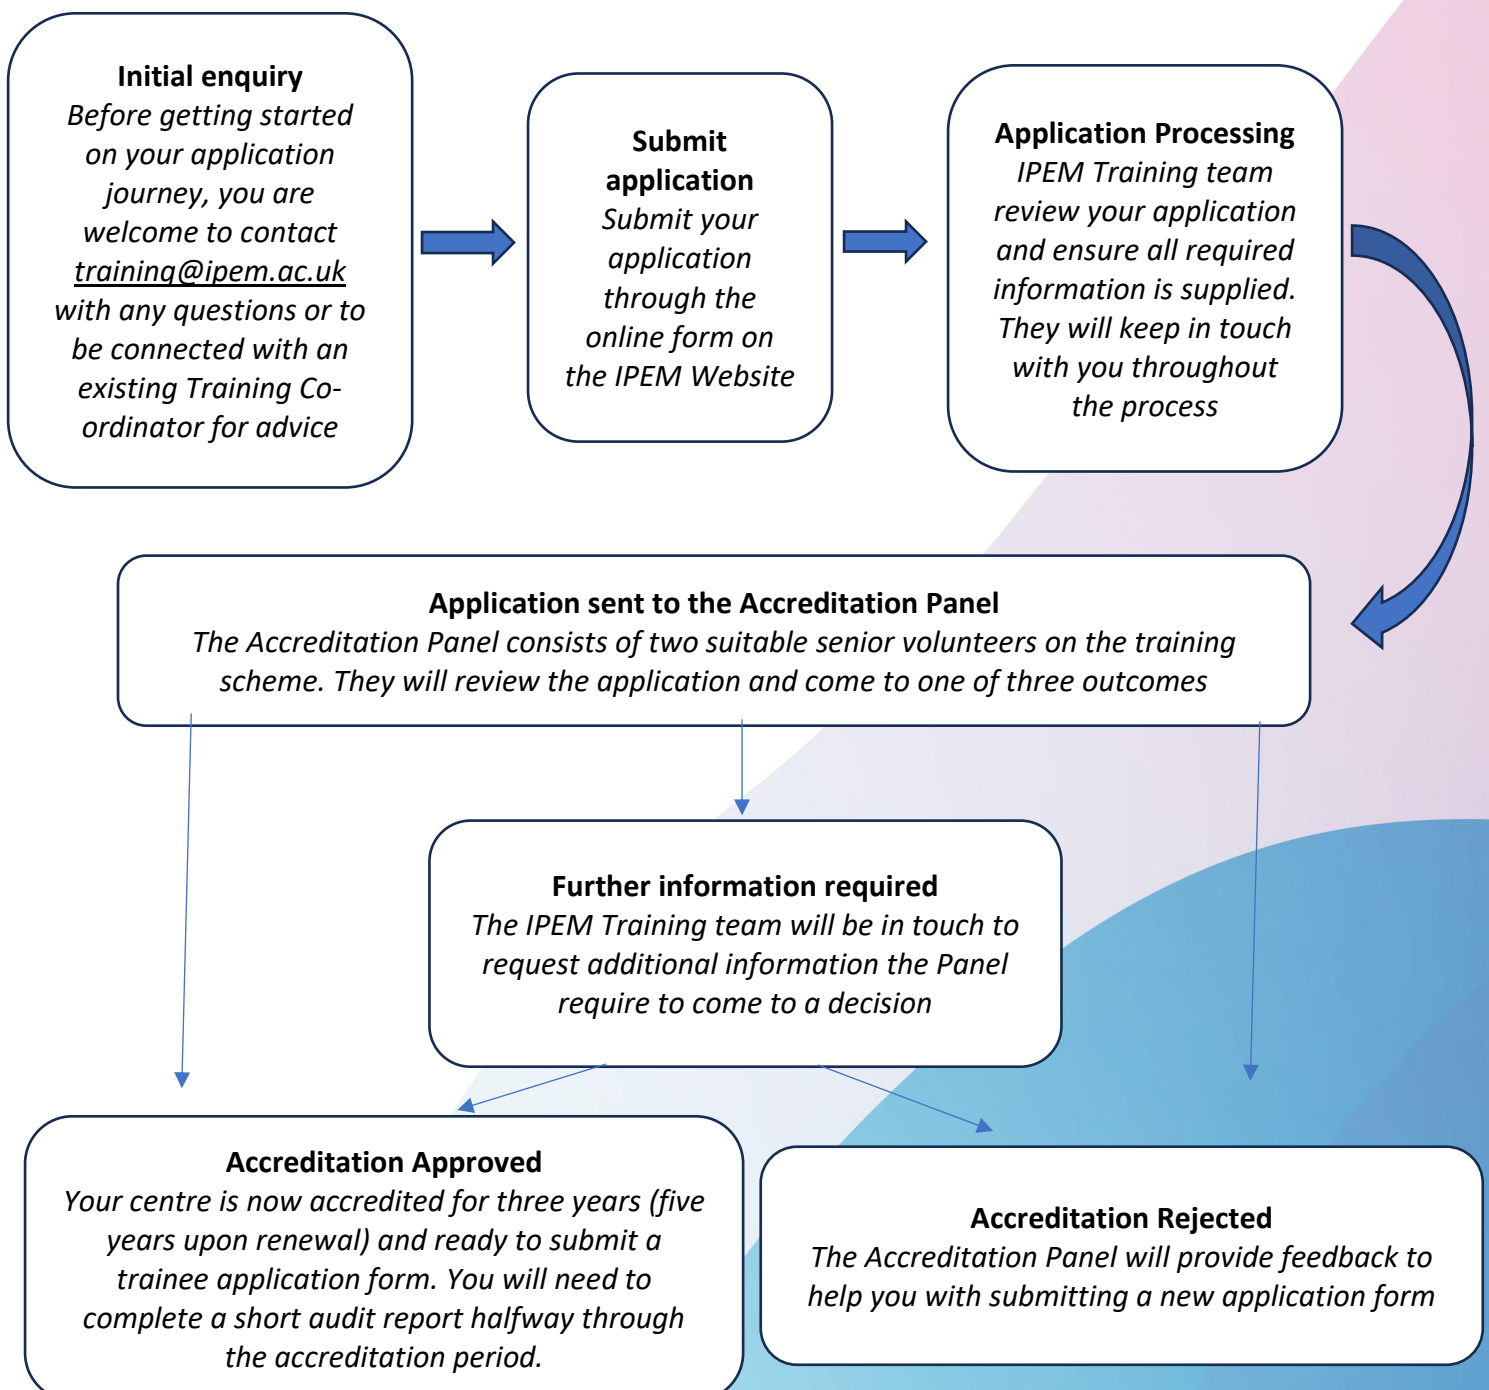 Initial enquiry
Before getting started
on your application
journey, you are
welcome to contact
training@ipem.ac.uk
with any questions or to
be connected with an
existing Training Co-
ordinator for advice
Submit
application
Submit your
application
through the
online form on
the IPEM Website
Application Processing
IPEM Training team
review your application
and ensure all required
information is supplied.
They will keep in touch
with you throughout
the process
Application sent to the Accreditation Panel
The Accreditation Panel consists of two suitable senior volunteers on the training
scheme. They will review the application and come to one of three outcomes
Further information required
The IPEM Training team will be in touch to
request additional information the Panel
require to come to a decision
Accreditation Approved
Your centre is now accredited for three years (five
years upon renewal) and ready to submit a
trainee application form. You will need to
complete a short audit report halfway through
the accreditation period.
Accreditation Rejected
The Accreditation Panel will provide feedback to
help you with submitting a new application form